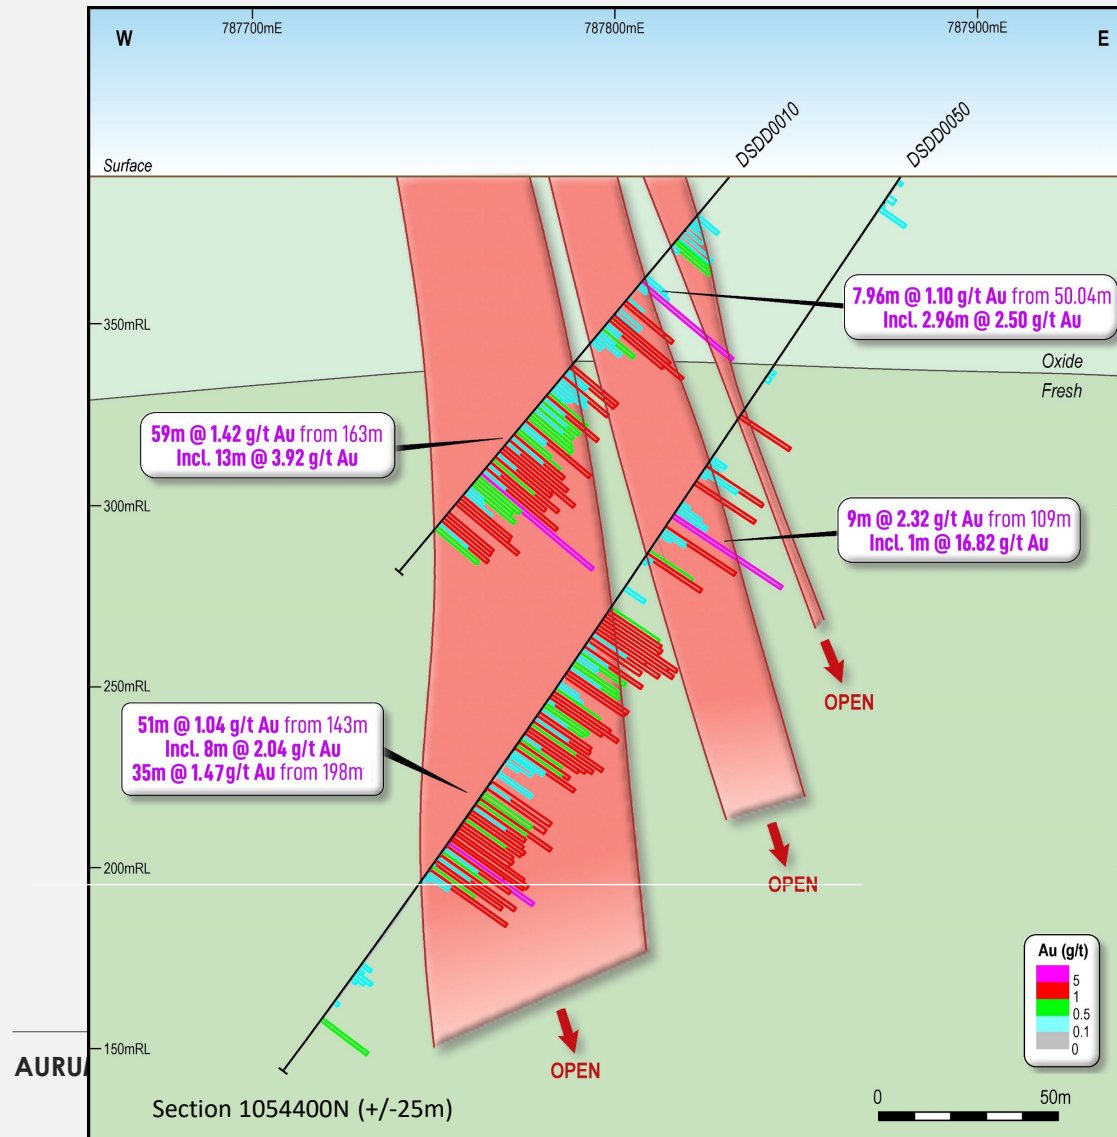 787700mE
787800mE
787900mE
W
E
DSDD0010
DSDD0050
Surface
7.96m @ 1.10 g/t Au from 50.04m
Incl. 2.96m @ 2.50 g/t Au
350mRL
Oxide
Fresh
59m @ 1.42 g/t Au from 163m
Incl. 13m @ 3.92 g/t Au
300mRL
9m @ 2.32 g/t Au from 109m
Incl. 1m @ 16.82 g/t Au
250mRL
OPEN
51m @ 1.04 g/t Au from 143m
Incl. 8m @ 2.04 g/t Au
35m @ 1.47g/t Au from 198m
200mRL
OPEN
Au (g/t)
5
1
0.5
0.1
0
150mRL
OPEN
Section 1054400N (+/-25m)
0
50m